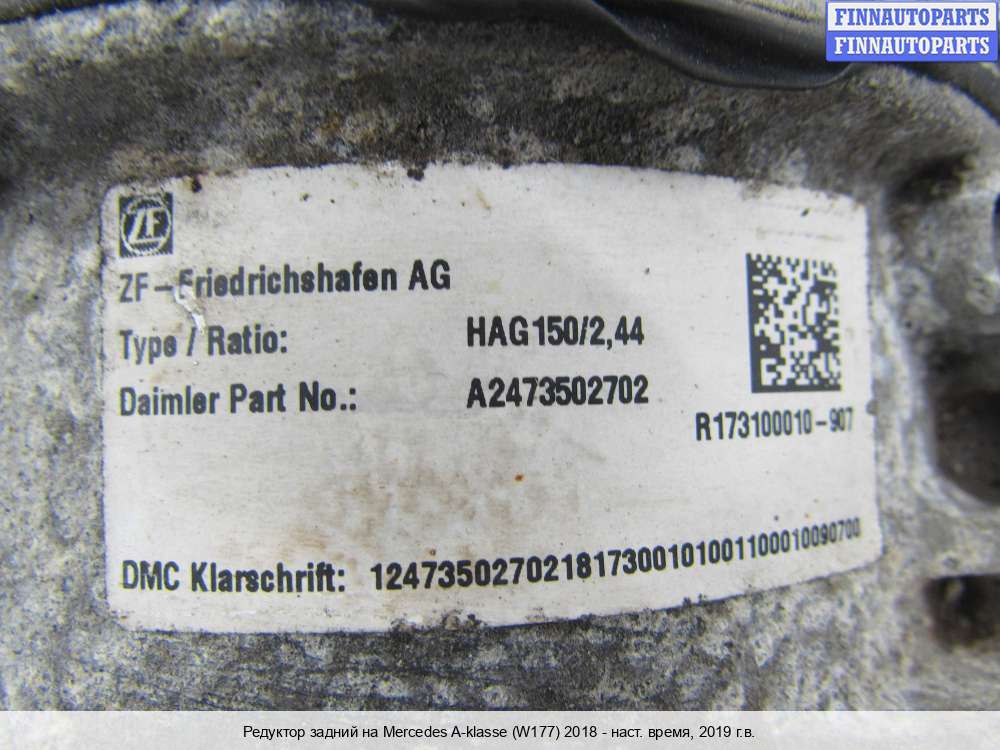 FINNAUTOPARTS
FINNAUTOPARTS
ZF
ZF-Friedrichshafen AG
Type / Ratio: HAG150/2,44
Daimler Part No.: A2473502702
R173100010-907
DMC Klarschrift: 124735027021817300101001100010090700
Редуктор задний на Mercedes A-klasse (W177) 2018 - наст. время, 2019 г.в.